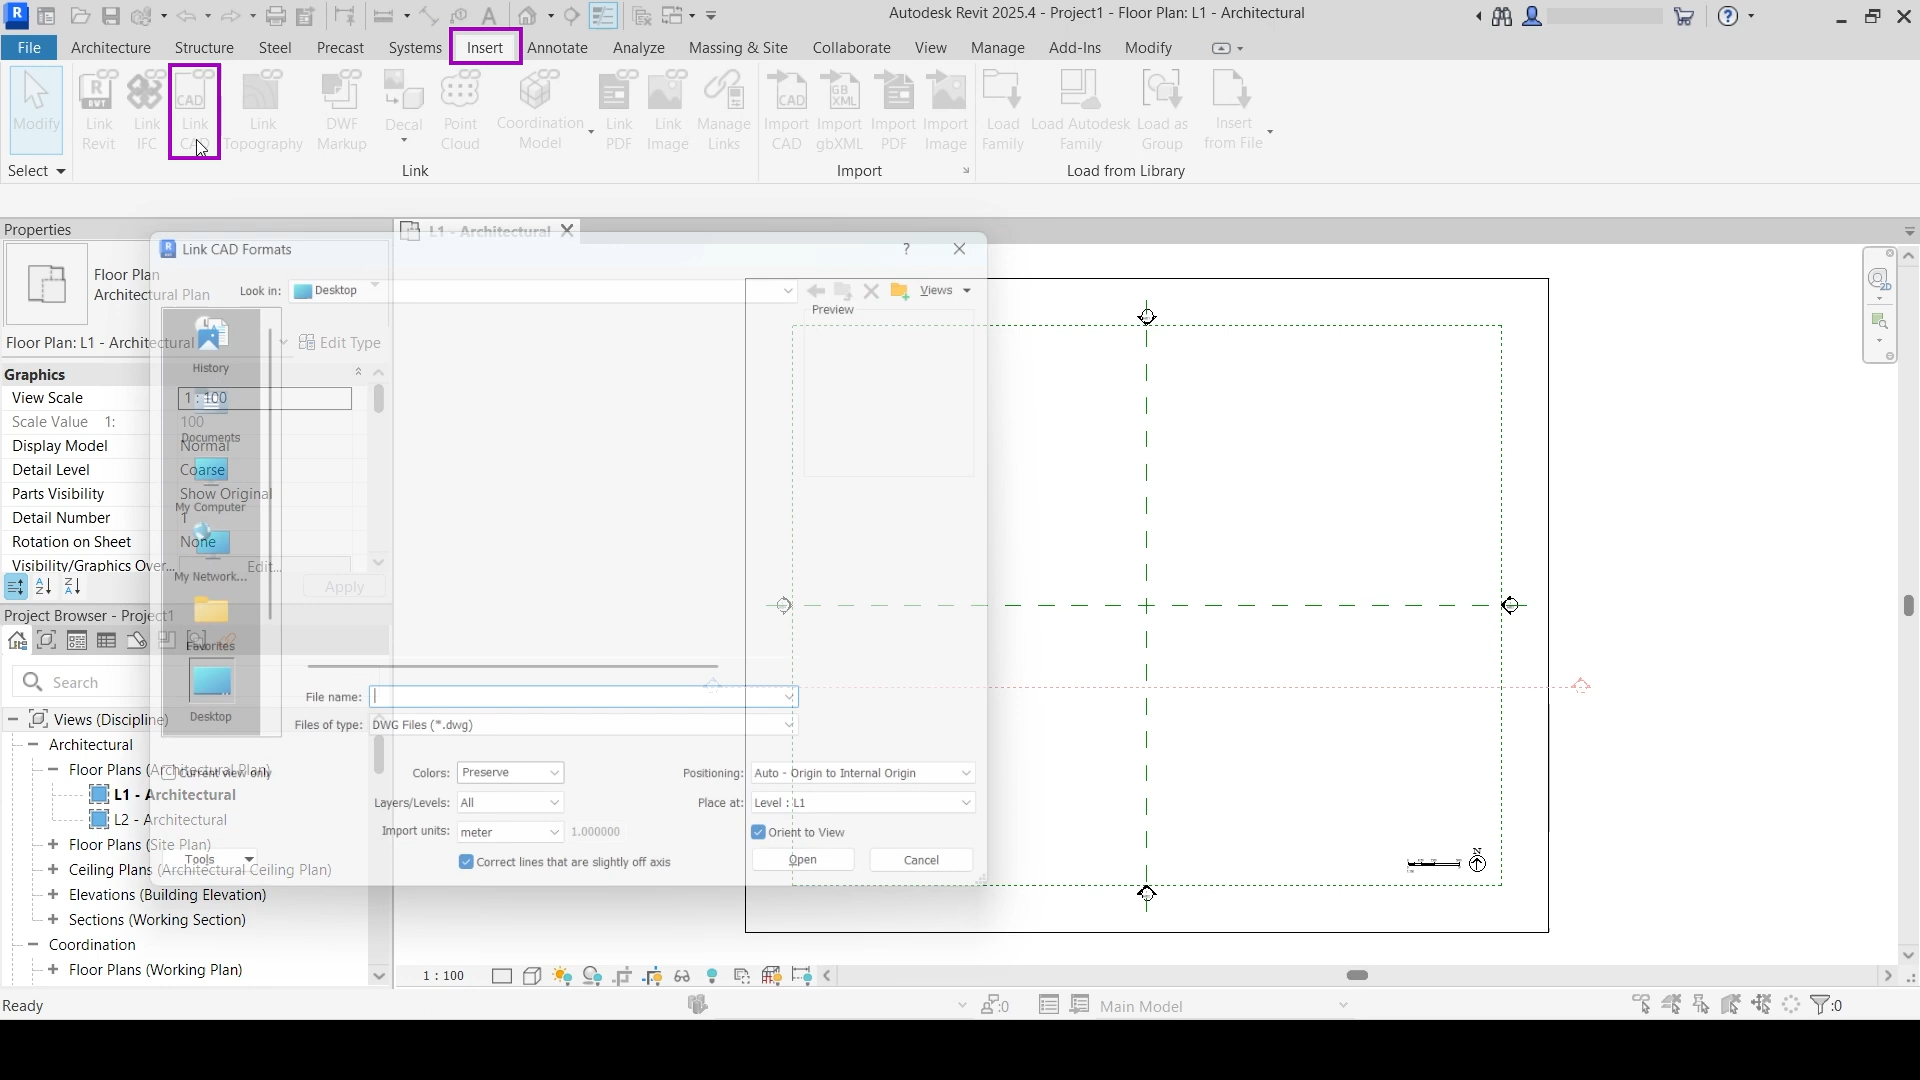 Autodesk Revit 2025.4 - Project1 - Floor Plan: L1 - Architectural
File Architecture Structure Steel Precast Systems Insert Annotate Analyze Massing & Site Collaborate View Manage Add-Ins Modify
Modify
Link Revit
Link IFC
Link CAD
Link Topography
DWF Markup
Decal
Point Cloud
Coordination Model
Link PDF
Link Image
Manage Links
Import CAD
Import gbXML
Import PDF
Import Image
Load Family
Load Autodesk Family
Load as Group
Insert from File
Select
Link
Import
Load from Library
Properties
L1 - Architectural
Floor Plan
Architectural Plan
Floor Plan: L1 - Architectural
Edit Type
Graphics
View Scale 1 : 100
Scale Value 1: 100
Display Model Normal
Detail Level Coarse
Parts Visibility Show Original
Detail Number 1
Rotation on Sheet None
Visibility/Graphics Over... Edit...
Apply
Project Browser - Project1
Search
Views (Discipline)
Architectural
Floor Plans (Architectural Plan)
L1 - Architectural
L2 - Architectural
Floor Plans (Site Plan)
Ceiling Plans (Architectural Ceiling Plan)
Elevations (Building Elevation)
Sections (Working Section)
Coordination
Floor Plans (Working Plan)
Link CAD Formats
?
Look in: Desktop
Views
Preview
History
Documents
My Computer
My Network...
Favorites
Desktop
File name:
Files of type: DWG Files (*.dwg)
Current view only
Colors: Preserve
Positioning: Auto - Origin to Internal Origin
Layers/Levels: All
Place at: Level : L1
Import units: meter 1.000000
Orient to View
Correct lines that are slightly off axis
Tools
Open
Cancel
N
2D
1 : 100
Ready
:0
Main Model
:0